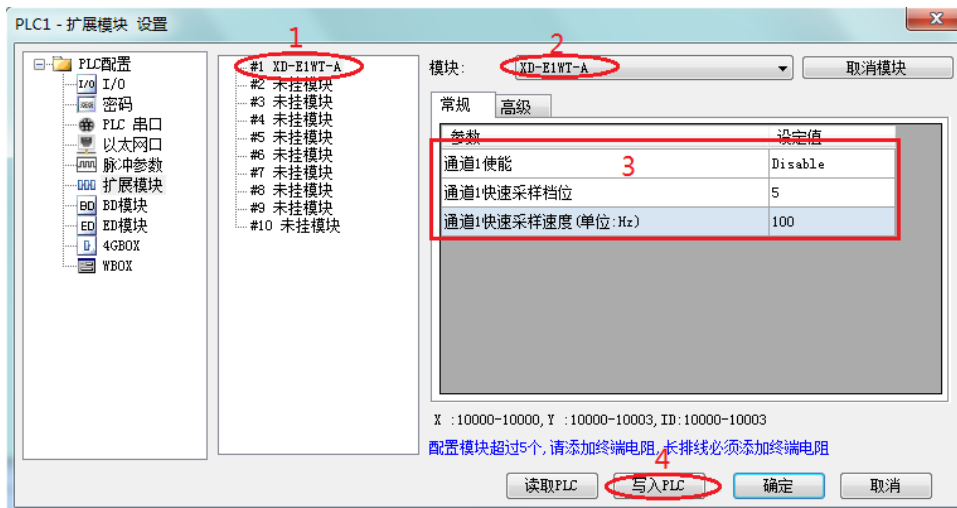 PLC1 - 扩展模块 设置
1
2
PLC配置
I/O I/O
密码
PLC 串口
以太网口
脉冲参数
扩展模块
BD BD模块
ED ED模块
4GBOX
WBOX
#1 XD-E1WT-A
#2 未挂模块
#3 未挂模块
#4 未挂模块
#5 未挂模块
#6 未挂模块
#7 未挂模块
#8 未挂模块
#9 未挂模块
#10 未挂模块
模块: XD-E1WT-A 取消模块
常规 高级
参数 设定值
通道1使能 3 Disable
通道1快速采样档位 5
通道1快速采样速度(单位:Hz) 100
X :10000-10000,Y :10000-10003,ID:10000-10003
配置模块超过5个,请添加终端电阻,长排线必须添加终端电阻
4
读取PLC 写入PLC 确定 取消